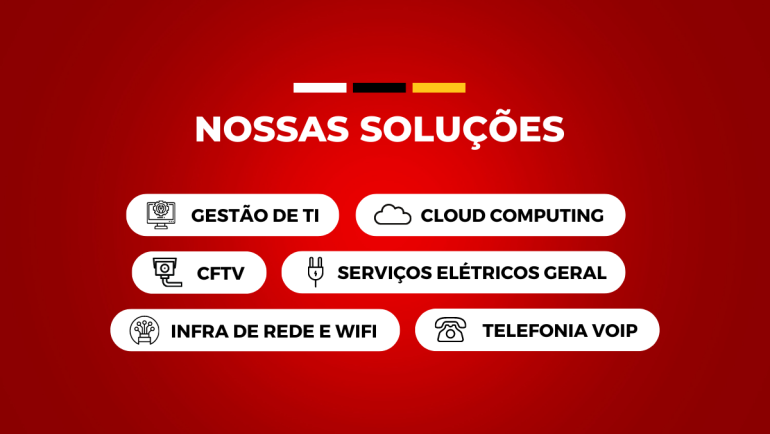 NOSSAS SOLUÇÕES
GESTÃO DE TI
CLOUD COMPUTING
CFTV
SERVIÇOS ELÉTRICOS GERAL
INFRA DE REDE E WIFI
TELEFONIA VOIP